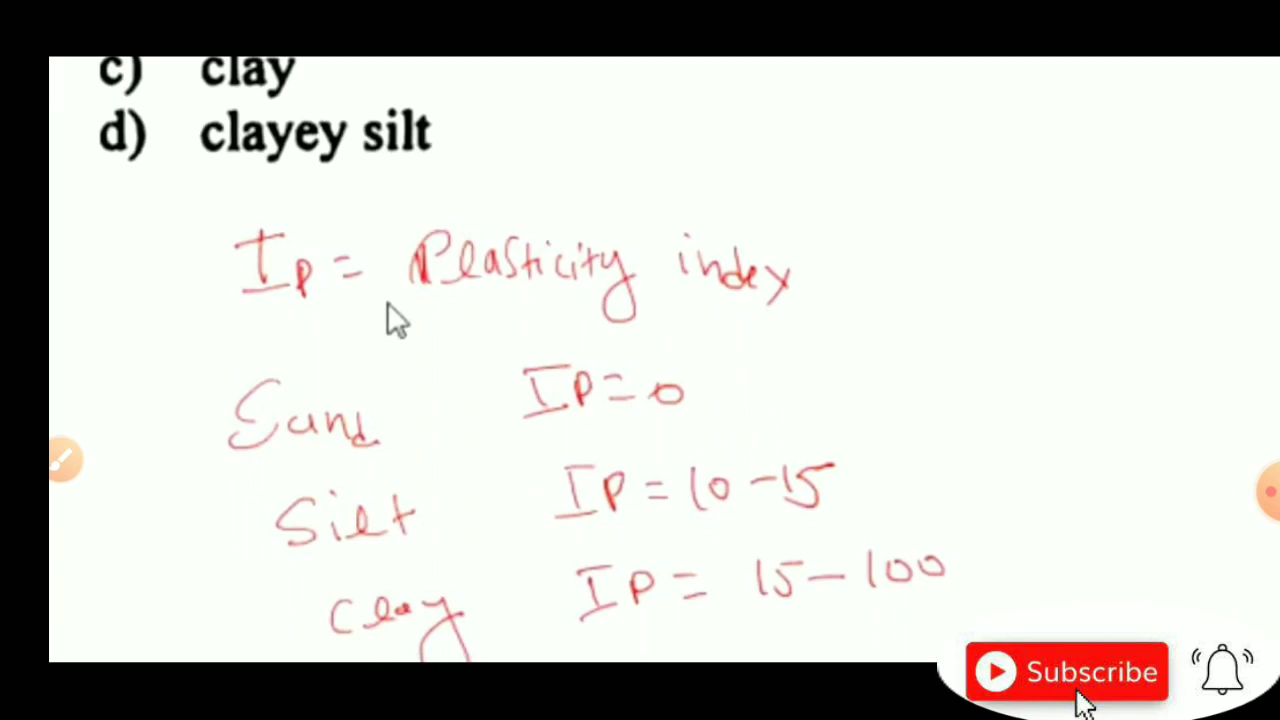 c) clay
d) clayey silt
IP = Plasticity index
Sand IP = 0
Silt IP = 10 - 15
Clay IP = 15 - 100
Subscribe